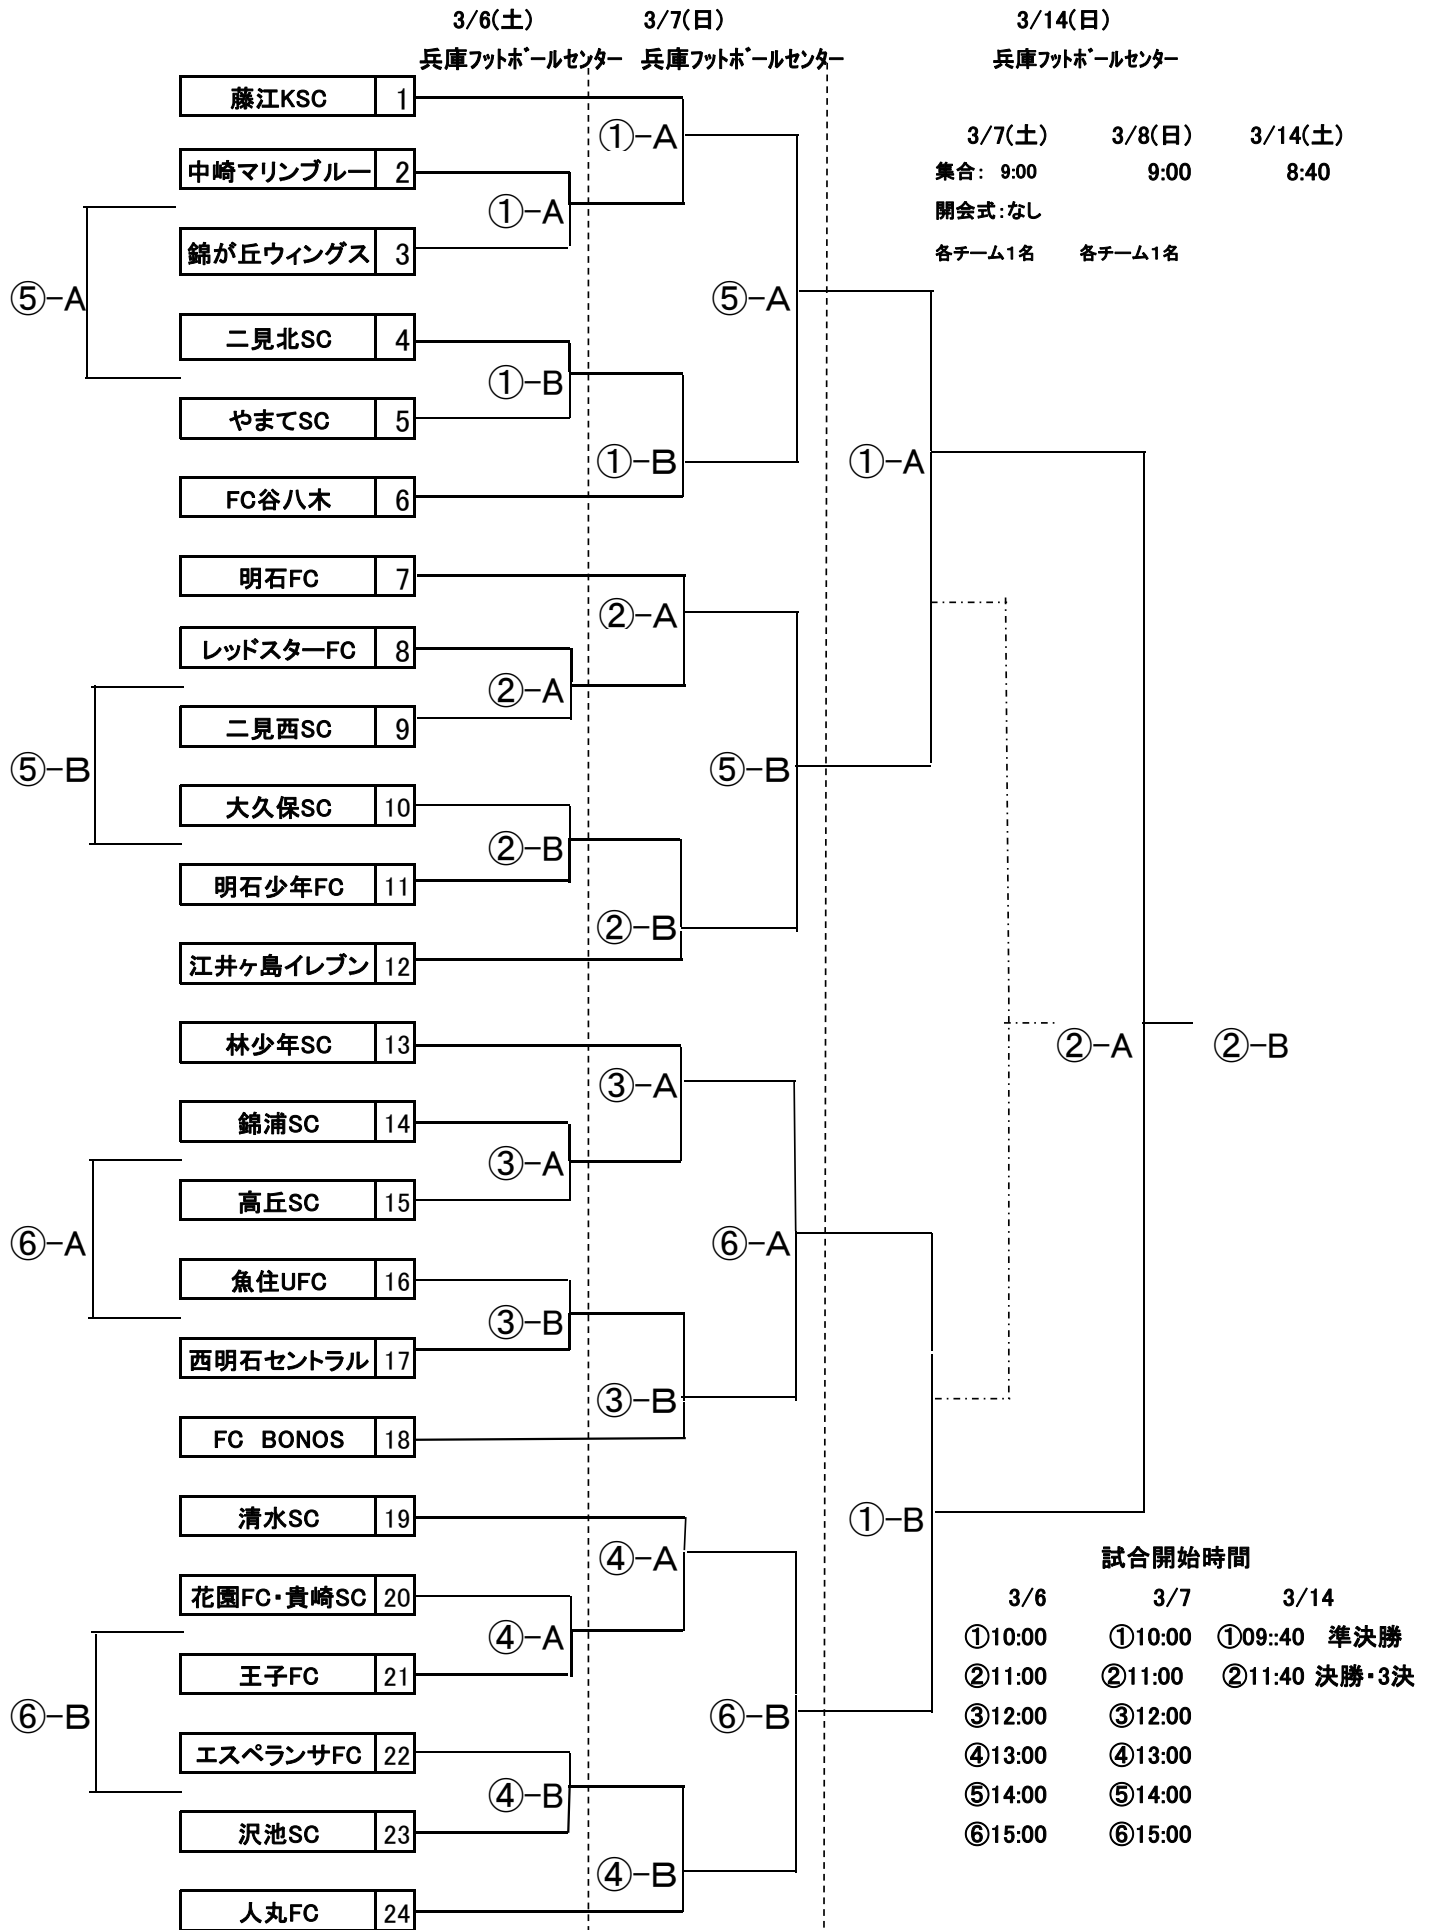 3/6(土) 3/7(日) 3/14(日)
兵庫フットボールセンター 兵庫フットボールセンター 兵庫フットボールセンター
藤江KSC 1
①-A
3/7(土) 3/8(日) 3/14(土)
中崎マリンブルー 2
集合: 9:00 9:00 8:40
①-A
開会式:なし
錦が丘ウィングス 3
各チーム1名 各チーム1名
⑤-A
⑤-A
二見北SC 4
①-B
やまてSC 5
①-B
①-A
FC谷八木 6
明石FC 7
②-A
レッドスターFC 8
②-A
二見西SC 9
⑤-B
⑤-B
大久保SC 10
②-B
明石少年FC 11
②-B
江井ヶ島イレブン 12
林少年SC 13
②-A
②-B
③-A
錦浦SC 14
③-A
高丘SC 15
⑥-A
⑥-A
魚住UFC 16
③-B
西明石セントラル 17
③-B
FC BONOS 18
清水SC 19
①-B
④-A
試合開始時間
花園FC・貴崎SC 20
3/6 3/7 3/14
④-A
①10:00 ①10:00 ①09::40 準決勝
王子FC 21
②11:00 ②11:00 ②11:40 決勝・3決
⑥-B
⑥-B
③12:00 ③12:00
エスペランサFC 22
④13:00 ④13:00
④-B
⑤14:00 ⑤14:00
沢池SC 23
⑥15:00 ⑥15:00
④-B
人丸FC 24